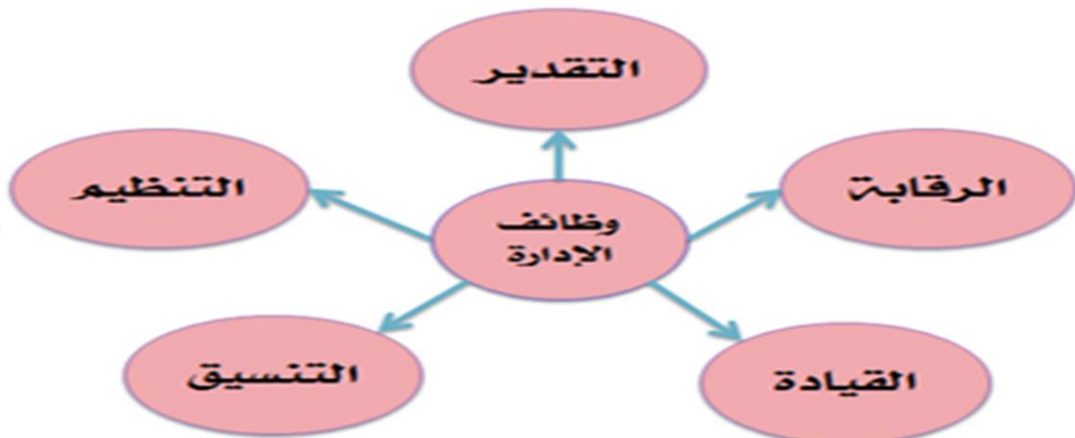 التقدير
الرقابة
التنظيم
وظائف
الإدارة
القيادة
التنسيق